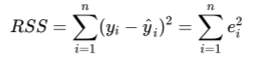 $RSS = \sum_{i=1}^{n} (y_i - \hat{y}_i)^2 = \sum_{i=1}^{n} e_i^2$